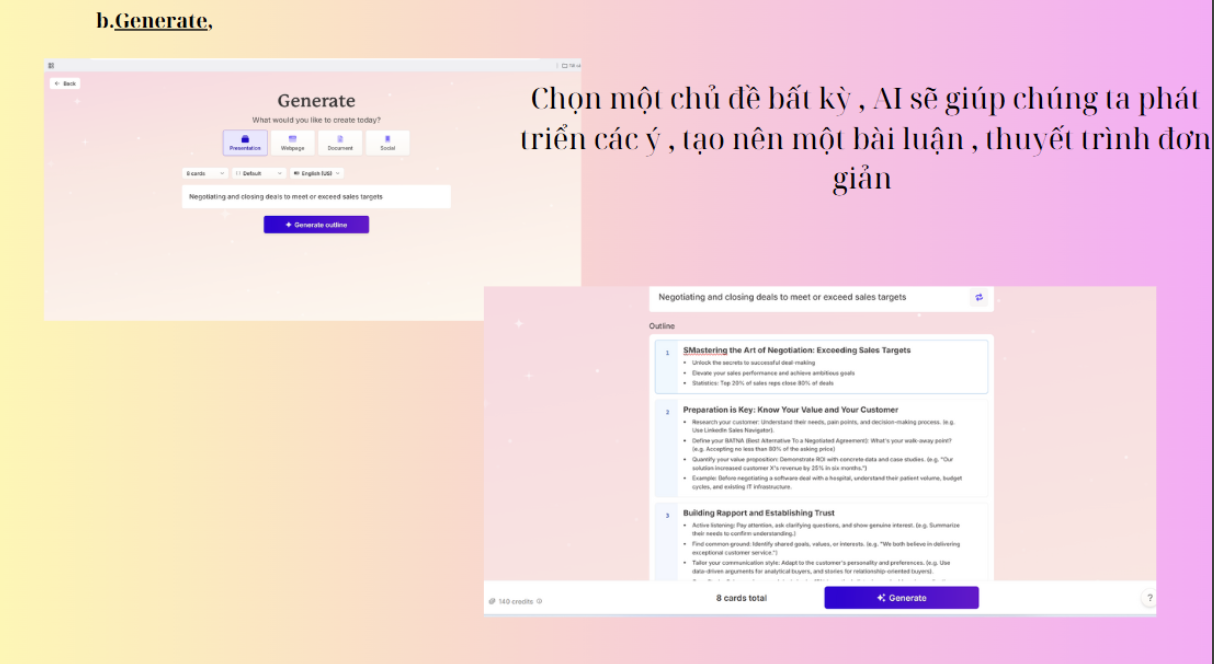 b.Generate,
← Back
Generate
What would you like to create today?
Presentation
Webpage
Document
Social
8 cards
Default
English (US)
Negotiating and closing deals to meet or exceed sales targets
Generate outline
Chọn một chủ đề bất kỳ , AI sẽ giúp chúng ta phát
triển các ý , tạo nên một bài luận , thuyết trình đơn
giản
Negotiating and closing deals to meet or exceed sales targets
Outline
1
SMastering the Art of Negotiation: Exceeding Sales Targets
• Unlock the secrets to successful deal-making
• Elevate your sales performance and achieve ambitious goals
• Statistics: Top 20% of sales reps close 80% of deals
2
Preparation is Key: Know Your Value and Your Customer
• Research your customer: Understand their needs, pain points, and decision-making process. (e.g.
Use LinkedIn Sales Navigator).
• Define your BATNA (Best Alternative To a Negotiated Agreement): What's your walk-away point?
(e.g. Accepting no less than 80% of the asking price)
• Quantify your value proposition: Demonstrate ROI with concrete data and case studies. (e.g. "Our
solution increased customer X's revenue by 25% in six months.")
• Example: Before negotiating a software deal with a hospital, understand their patient volume, budget
cycles, and existing IT infrastructure.
3
Building Rapport and Establishing Trust
• Active listening: Pay attention, ask clarifying questions, and show genuine interest. (e.g. Summarize
their needs to confirm understanding.)
• Find common ground: Identify shared goals, values, or interests. (e.g. "We both believe in delivering
exceptional customer service.")
• Tailor your communication style: Adapt to the customer's personality and preferences. (e.g. Use
data-driven arguments for analytical buyers, and stories for relationship-oriented buyers).
140 credits
8 cards total
Generate
?